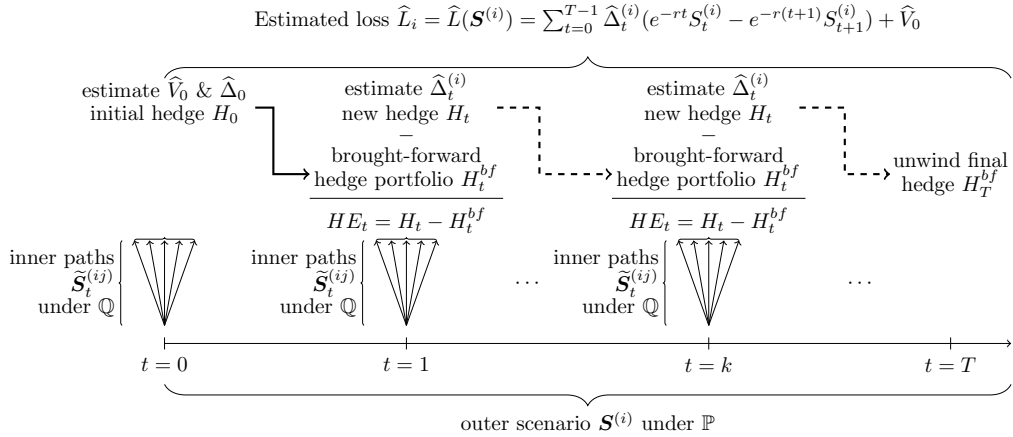 Estimated loss $\widehat{L}_i = \widehat{L}(\boldsymbol{S}^{(i)}) = \sum_{t=0}^{T-1} \widehat{\Delta}_t^{(i)}(e^{-rt}S_t^{(i)} - e^{-r(t+1)}S_{t+1}^{(i)}) + \widehat{V}_0$
estimate $\widehat{V}_0$ & $\widehat{\Delta}_0$
initial hedge $H_0$
estimate $\widehat{\Delta}_t^{(i)}$
new hedge $H_t$
−
brought-forward
hedge portfolio $H_t^{bf}$
$HE_t = H_t - H_t^{bf}$
estimate $\widehat{\Delta}_t^{(i)}$
new hedge $H_t$
−
brought-forward
hedge portfolio $H_t^{bf}$
$HE_t = H_t - H_t^{bf}$
unwind final
hedge $H_T^{bf}$
inner paths
$\widetilde{\boldsymbol{S}}_t^{(ij)}$
under $\mathbb{Q}$
inner paths
$\widetilde{\boldsymbol{S}}_t^{(ij)}$
under $\mathbb{Q}$
...
inner paths
$\widetilde{\boldsymbol{S}}_t^{(ij)}$
under $\mathbb{Q}$
...
$t = 0$
$t = 1$
$t = k$
$t = T$
outer scenario $\boldsymbol{S}^{(i)}$ under $\mathbb{P}$